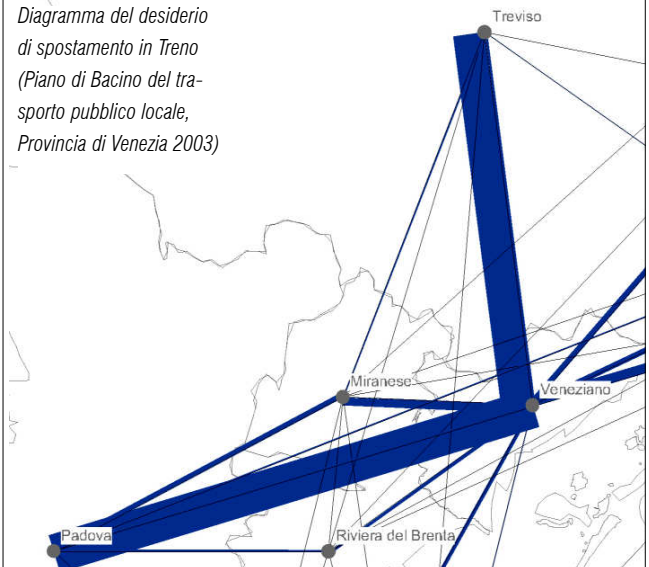 Diagramma del desiderio
di spostamento in Treno
(Piano di Bacino del tra-
sporto pubblico locale,
Provincia di Venezia 2003)
Treviso
Miranese
Veneziano
Padova
Riviera del Brenta